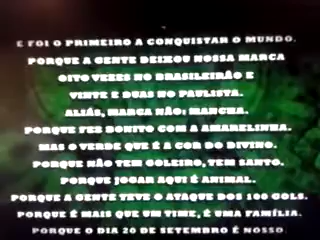 E FOI O PRIMEIRO A CONQUISTAR O MUNDO.
PORQUE A GENTE DEIXOU NOSSA MARCA
OITO VEZES NO BRASILEIRÃO E
VINTE E DUAS NO PAULISTA.
ALIÁS, MARCA NÃO: MANCHA.
PORQUE FEZ BONITO COM A AMARELINHA.
MAS O VERDE QUE É A COR DO DIVINO.
PORQUE NÃO TEM GOLEIRO, TEM SANTO.
PORQUE JOGAR AQUI É ANIMAL.
PORQUE A GENTE TEVE O ATAQUE DOS 100 GOLS.
PORQUE É MAIS QUE UM TIME, É UMA FAMÍLIA.
PORQUE O DIA 20 DE SETEMBRO É NOSSO